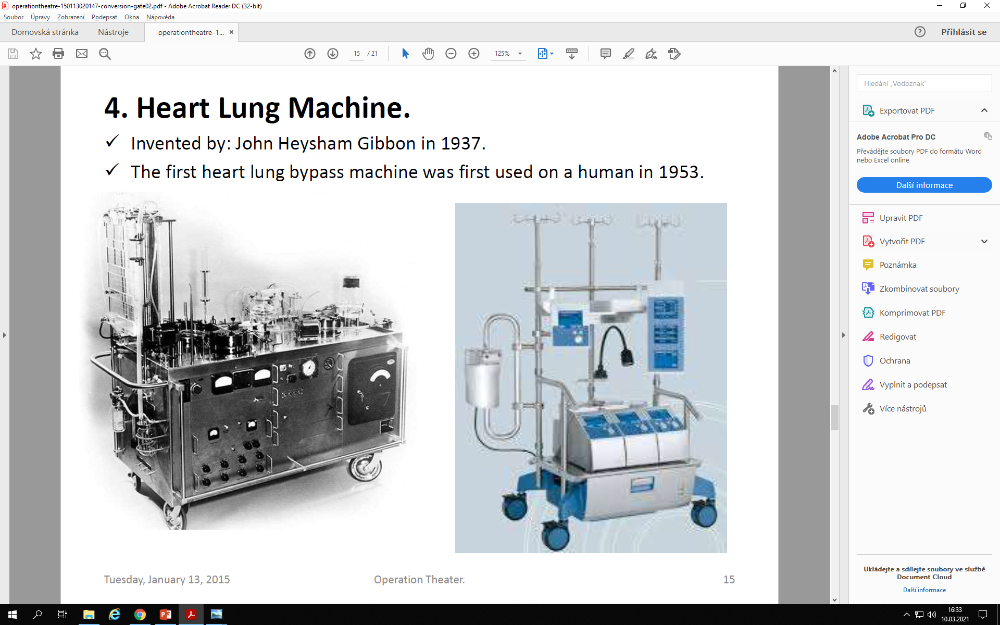 operationtheatre-150113020147-conversion-gate02.pdf - Adobe Acrobat Reader DC (32-bit)
Soubor Úpravy Zobrazení Podepsat Okna Nápověda
Domovská stránka Nástroje operationtheatre-1... × Přihlásit se
15 / 21 125%
4. Heart Lung Machine.
✓ Invented by: John Heysham Gibbon in 1937.
✓ The first heart lung bypass machine was first used on a human in 1953.
Tuesday, January 13, 2015 Operation Theater. 15
Hledání „Vodoznak“
Exportovat PDF
Adobe Acrobat Pro DC
Převádějte soubory PDF do formátu Word
nebo Excel online
Další informace
Upravit PDF
Vytvořit PDF
Poznámka
Zkombinovat soubory
Komprimovat PDF
Redigovat
Ochrana
Vyplnit a podepsat
Více nástrojů
Ukládejte a sdílejte soubory ve službě
Document Cloud
Další informace
16:33
10.03.2021